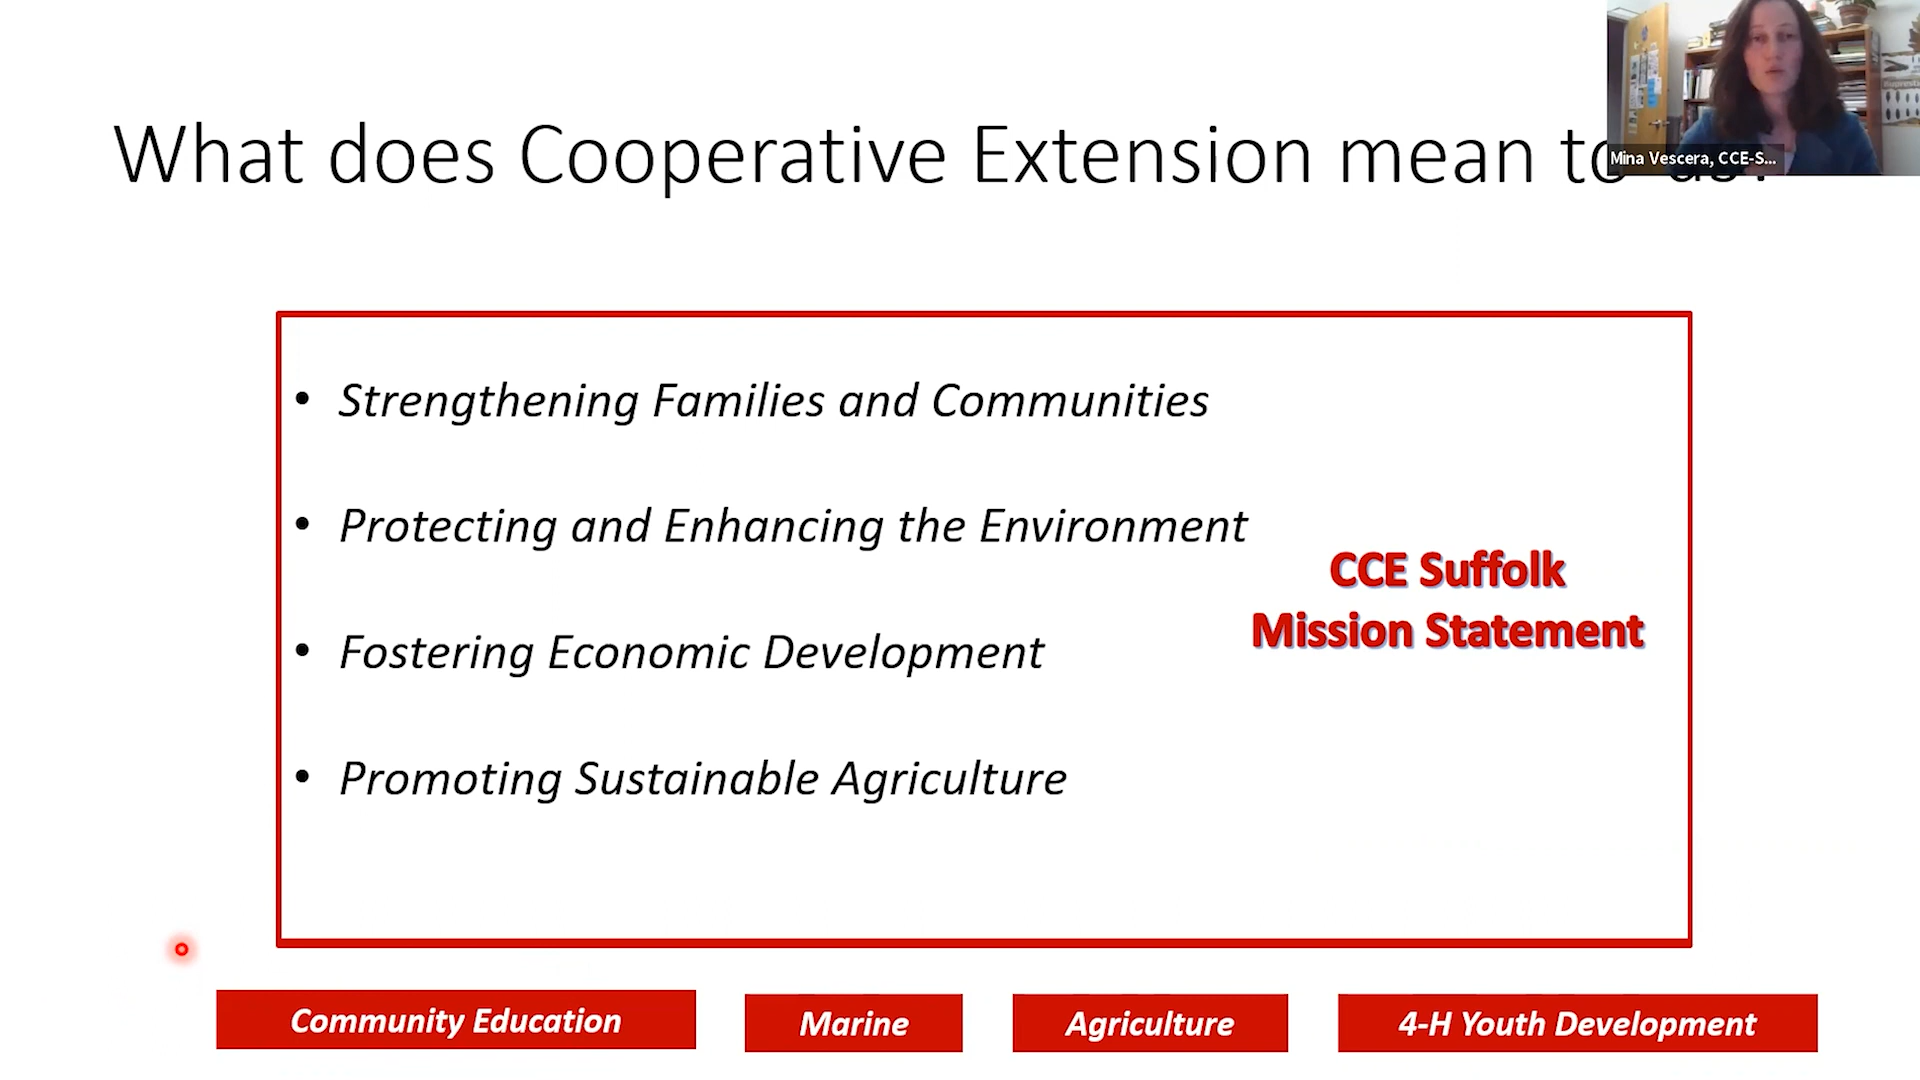 What does Cooperative Extension mean to us?
Mina Vescera, CCE-S...
• Strengthening Families and Communities
• Protecting and Enhancing the Environment
• Fostering Economic Development
• Promoting Sustainable Agriculture
CCE Suffolk
Mission Statement
Community Education
Marine
Agriculture
4-H Youth Development